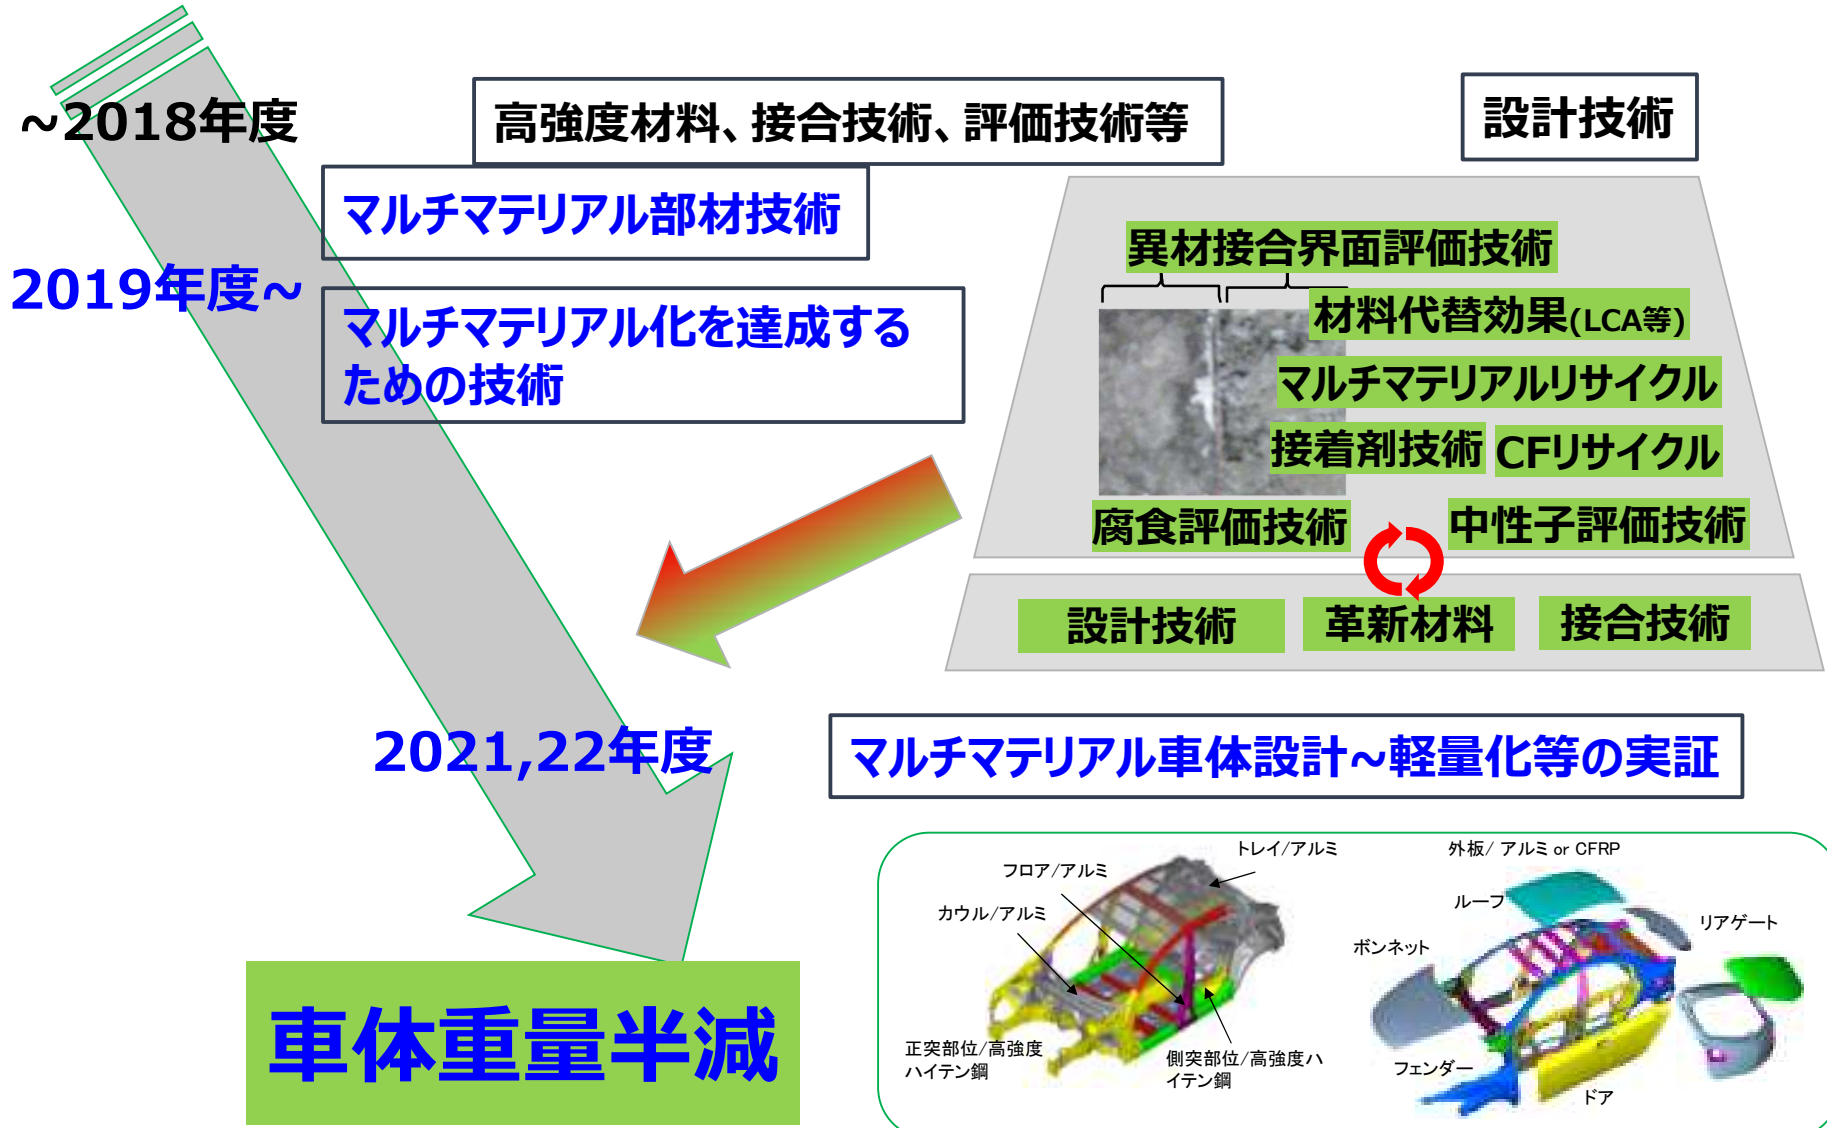 ~2018年度
高強度材料、接合技術、評価技術等
設計技術
マルチマテリアル部材技術
2019年度~
マルチマテリアル化を達成する
ための技術
異材接合界面評価技術
材料代替効果(LCA等)
マルチマテリアルリサイクル
接着剤技術
CFリサイクル
腐食評価技術
中性子評価技術
設計技術
革新材料
接合技術
2021,22年度
マルチマテリアル車体設計~軽量化等の実証
車体重量半減
トレイ/アルミ
フロア/アルミ
カウル/アルミ
正突部位/高強度
ハイテン鋼
側突部位/高強度ハ
イテン鋼
外板/ アルミ or CFRP
ルーフ
リアゲート
ボンネット
フェンダー
ドア